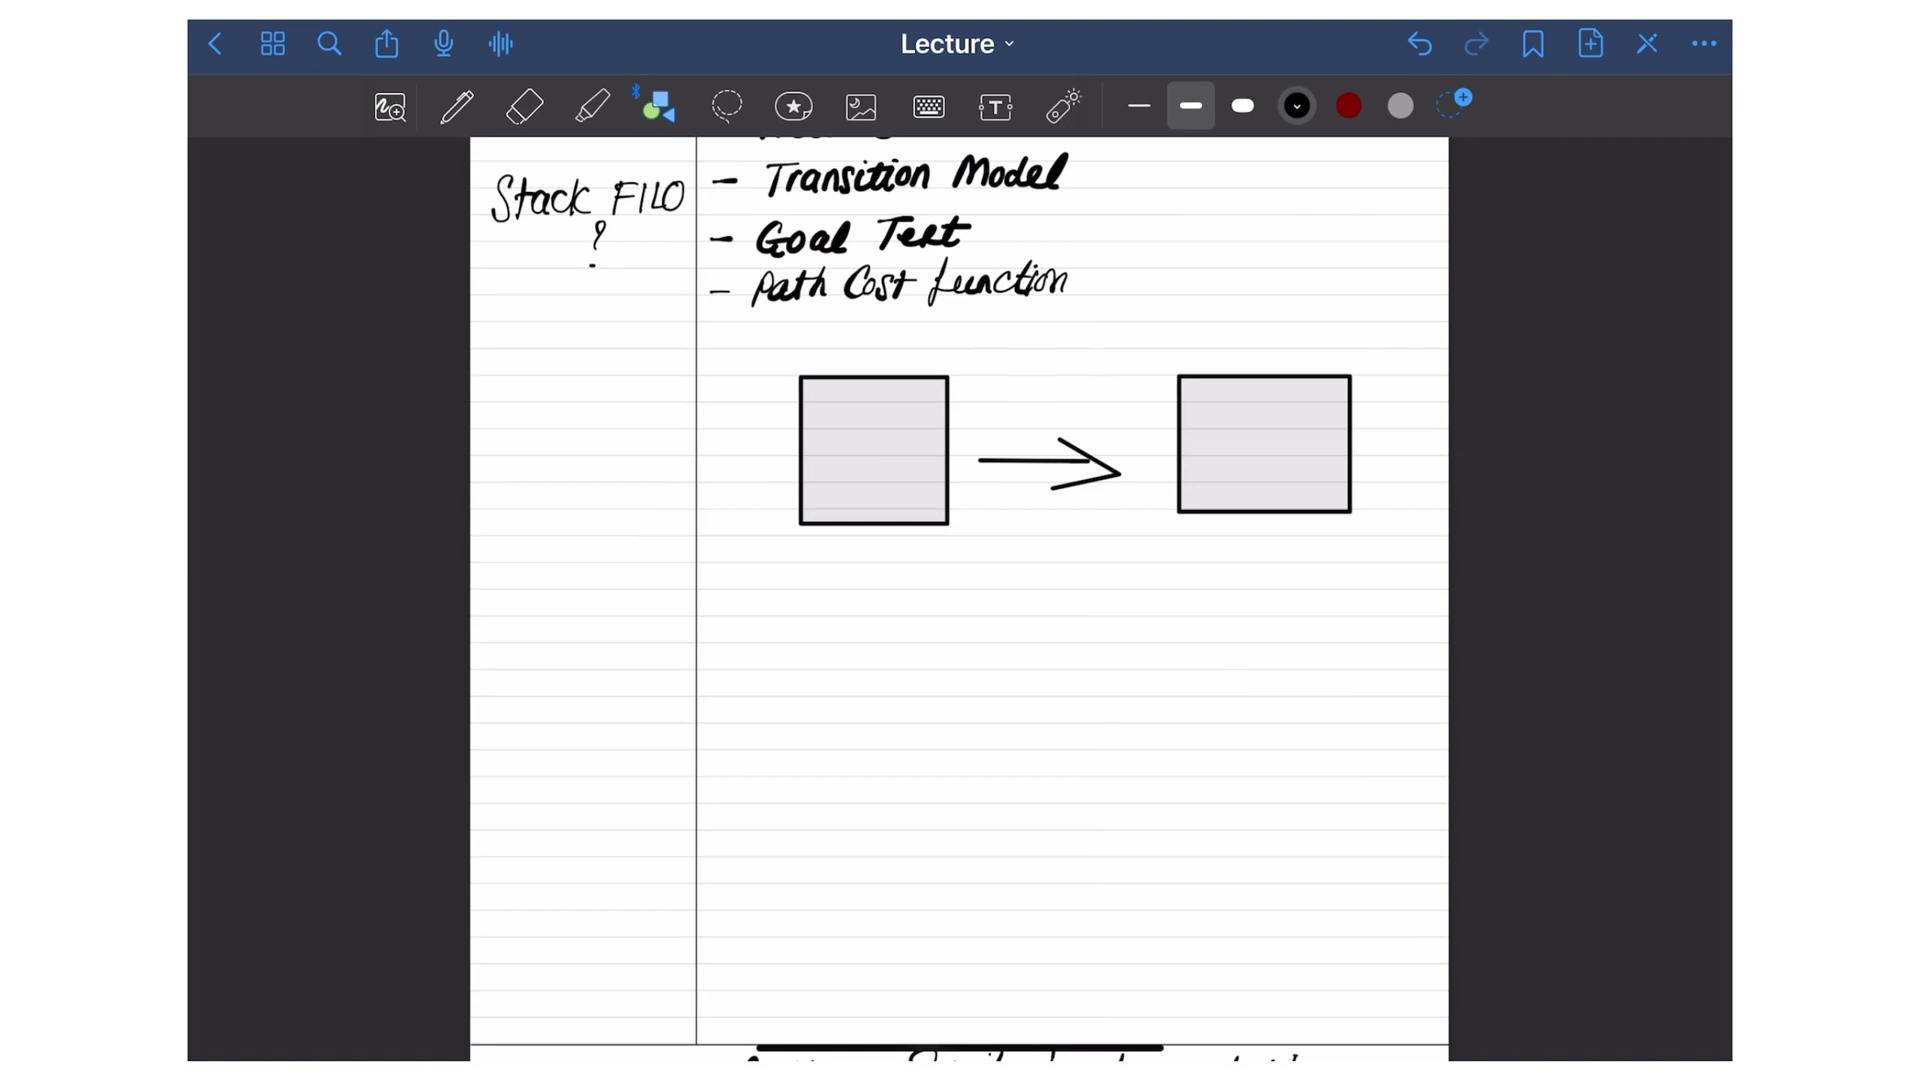 Lecture
Stack FILO
?
- Transition Model
- Goal Test
- Path Cost function